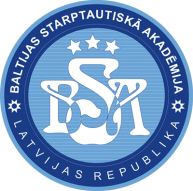 BALTIJAS STARPTAUTISKĀ AKADĒMIJA
BSA
LATVIJAS REPUBLIKA